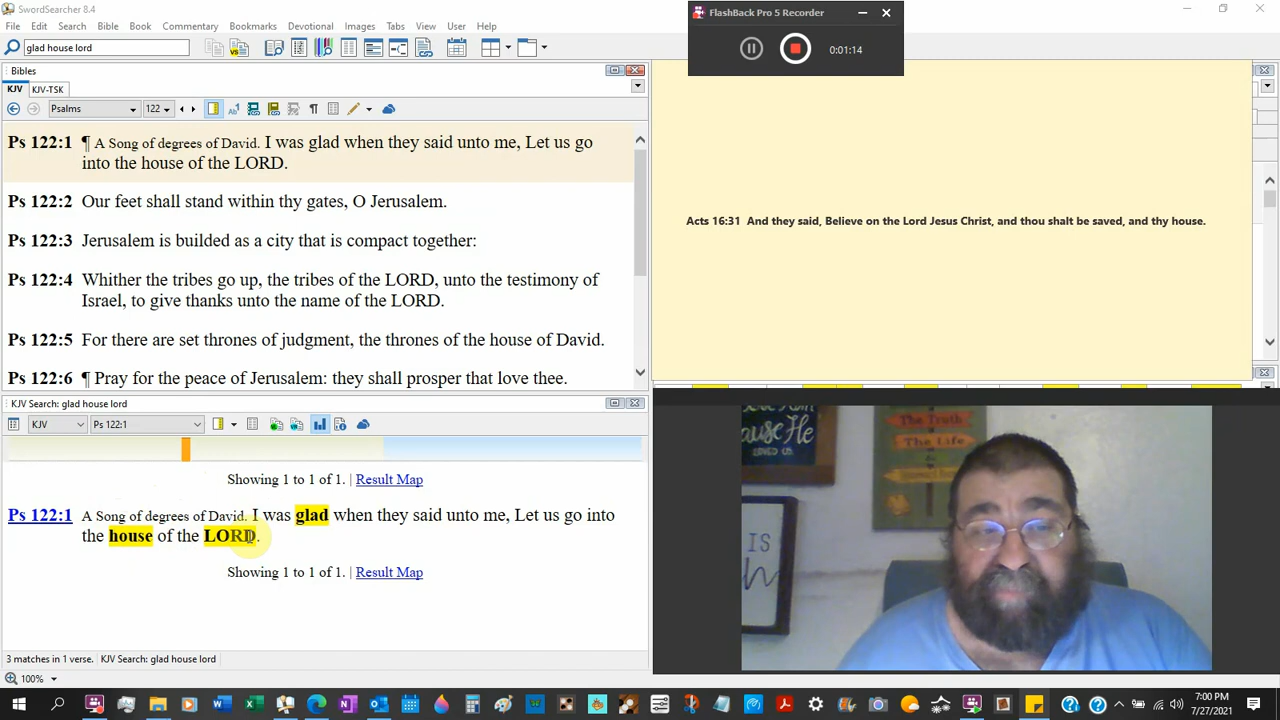 SwordSearcher 8.4
File Edit Search Bible Book Library Commentary Devotional Images Tabs View User Help
glad house lord
VS
Bibles
KJV KJV-TSK
Psalms 122
Ps 122:1 ¶ A Song of degrees of David. I was glad when they said unto me, Let us go
into the house of the LORD.
Ps 122:2 Our feet shall stand within thy gates, O Jerusalem.
Ps 122:3 Jerusalem is builded as a city that is compact together:
Ps 122:4 Whither the tribes go up, the tribes of the LORD, unto the testimony of
Israel, to give thanks unto the name of the LORD.
Ps 122:5 For there are set thrones of judgment, the thrones of the house of David.
Ps 122:6 ¶ Pray for the peace of Jerusalem: they shall prosper that love thee.
KJV Search: glad house lord
KJV Ps 122:1
Showing 1 to 1 of 1. | Result Map
Ps 122:1 A Song of degrees of David. I was glad when they said unto me, Let us go into
the house of the LORD.
Showing 1 to 1 of 1. | Result Map
3 matches in 1 verse. KJV Search: glad house lord
100%
FlashBack Pro 5 Recorder
0:01:14
Acts 16:31 And they said, Believe on the Lord Jesus Christ, and thou shalt be saved, and thy house.
cause He
LOVED US.
The Truth
The Life
IS
7:00 PM
7/27/2021